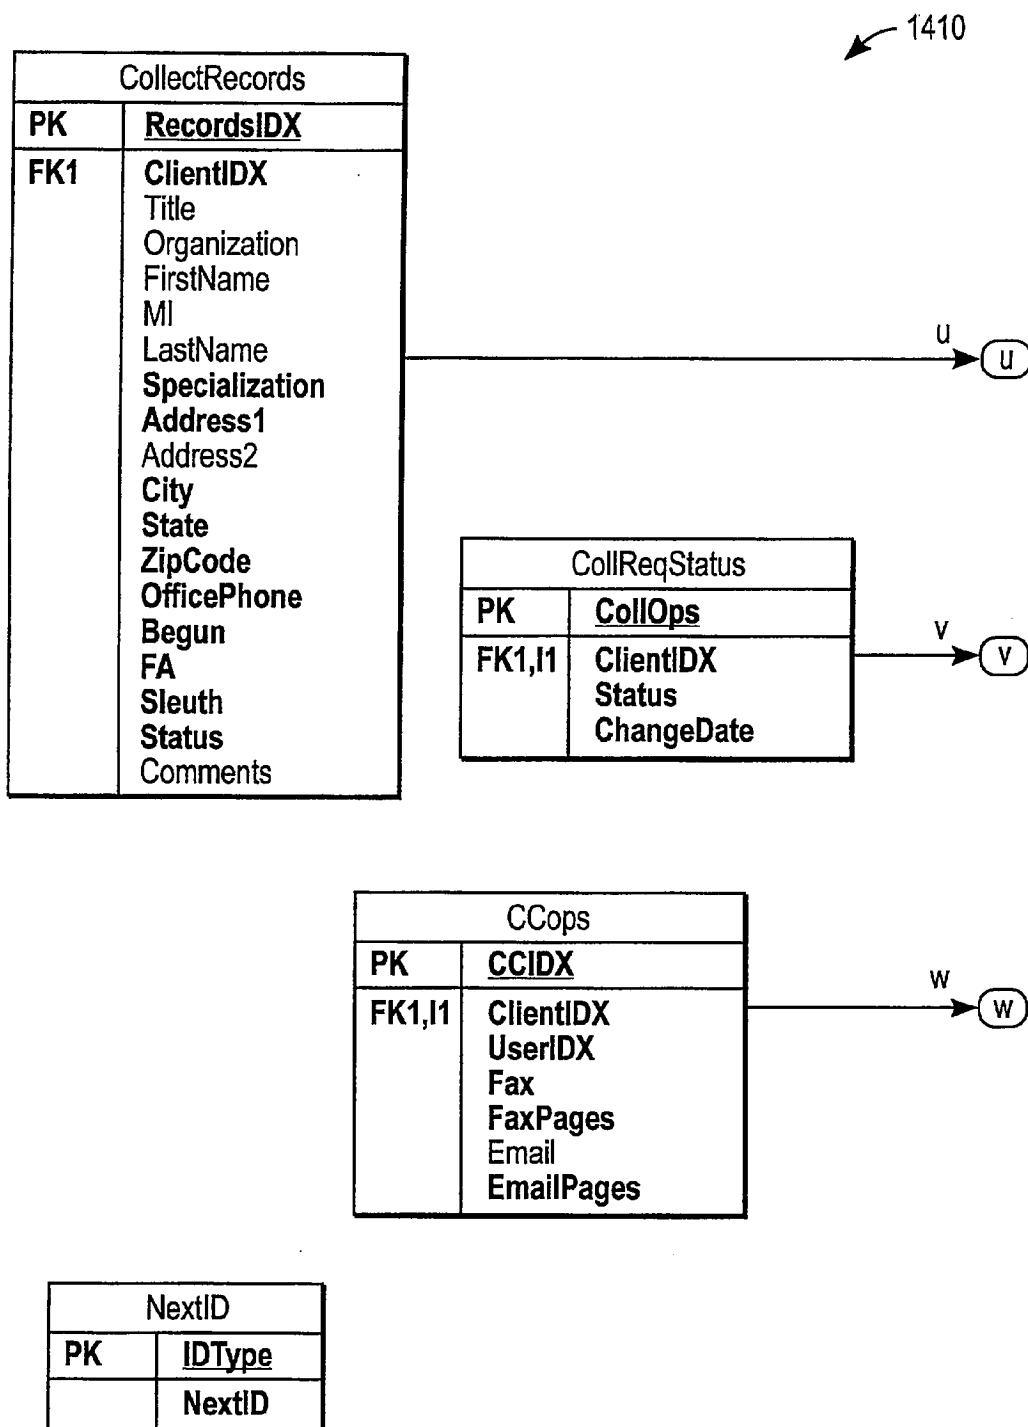 1410
CollectRecords
PK RecordsIDX
FK1 ClientIDX
Title
Organization
FirstName
MI
LastName
Specialization
Address1
Address2
City
State
ZipCode
OfficePhone
Begun
FA
Sleuth
Status
Comments
u
u
CollReqStatus
PK CollOps
FK1,I1 ClientIDX
Status
ChangeDate
v
v
CCops
PK CCIDX
FK1,I1 ClientIDX
UserIDX
Fax
FaxPages
Email
EmailPages
w
w
NextID
PK IDType
NextID